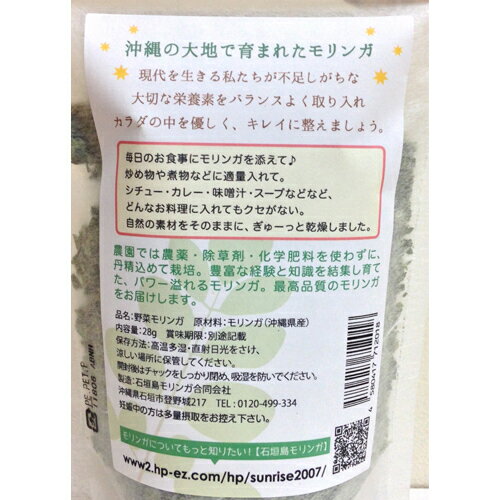 沖縄の大地で育まれたモリンガ
現代を生きる私たちが不足しがちな
大切な栄養素をバランスよく取り入れ
カラダの中を優しく、キレイに整えましょう。
毎日のお食事にモリンガを添えて♪
炒め物や煮物などに適量入れて。
シチュー・カレー・味噌汁・スープなどなど、
どんなお料理に入れてもクセがない。
自然の素材をそのままに、ぎゅーっと乾燥しました。
農園では農薬・除草剤・化学肥料を使わずに、
丹精込めて栽培。豊富な経験と知識を結集し育て
た、パワー溢れるモリンガ。最高品質のモリンガ
をお届けします。
品名:野菜モリンガ 原材料:モリンガ(沖縄県産)
内容量:28g 賞味期限:別途記載
保存方法:高温多湿・直射日光をさけ、
涼しい場所に保管してください。
開封後はチャックをしっかり閉め、吸湿を防いでください。
製造:石垣島モリンガ合同会社
沖縄県石垣市登野城217 TEL:0120-499-334
妊娠中の方は多量摂取をお控え下さい。
4 580417 712018
モリンガについてもっと知りたい!【石垣島モリンガ】
www2.hp-ez.com/hp/sunrise2007/